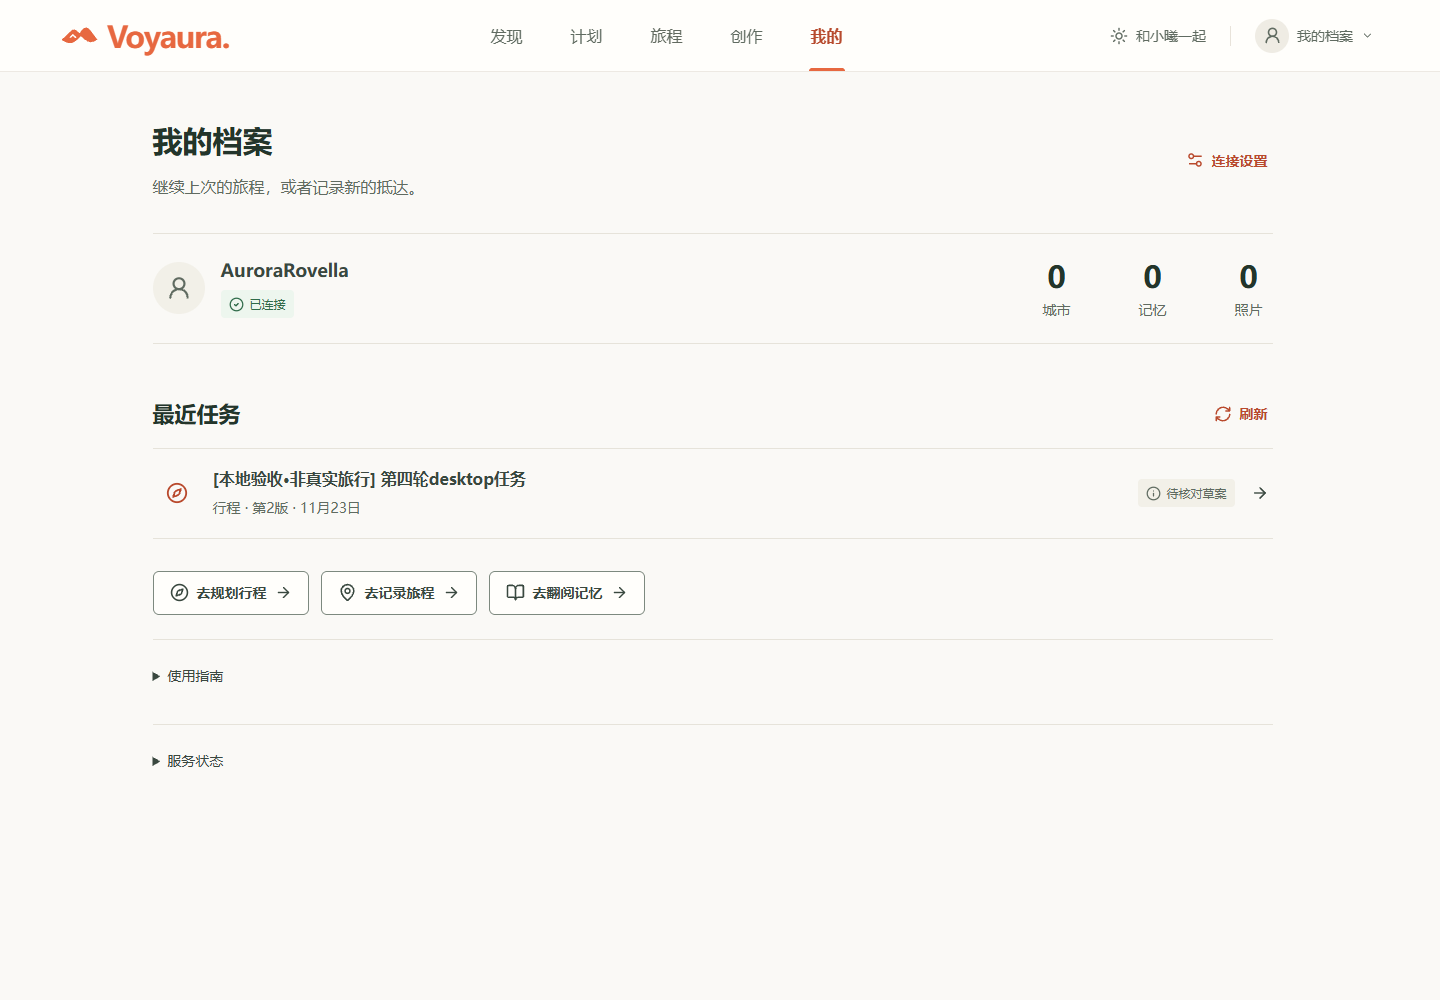 Voyaura.
发现 计划 旅程 创作 我的
和小曦一起
我的档案
我的档案
继续上次的旅程，或者记录新的抵达。
连接设置
AuroraRovella
已连接
0 0 0
城市 记忆 照片
最近任务
刷新
[本地验收•非真实旅行] 第四轮desktop任务
行程 · 第2版 · 11月23日
待核对草案
去规划行程 去记录旅程 去翻阅记忆
使用指南
服务状态